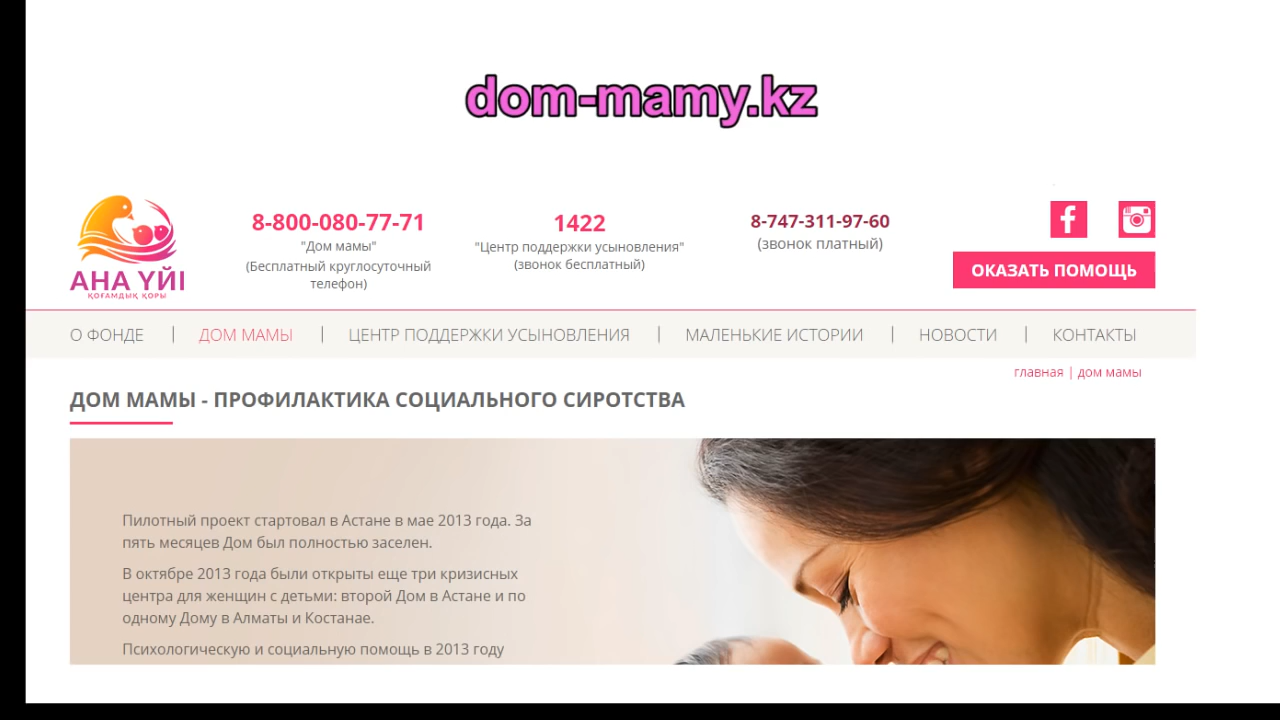 dom-mamy.kz
АНА ҮЙІ
ҚОҒАМДЫҚ ҚОРЫ
8-800-080-77-71
"Дом мамы"
(Бесплатный круглосуточный
телефон)
1422
"Центр поддержки усыновления"
(звонок бесплатный)
8-747-311-97-60
(звонок платный)
ОКАЗАТЬ ПОМОЩЬ
О ФОНДЕ | ДОМ МАМЫ | ЦЕНТР ПОДДЕРЖКИ УСЫНОВЛЕНИЯ | МАЛЕНЬКИЕ ИСТОРИИ | НОВОСТИ | КОНТАКТЫ
главная | дом мамы
ДОМ МАМЫ - ПРОФИЛАКТИКА СОЦИАЛЬНОГО СИРОТСТВА
Пилотный проект стартовал в Астане в мае 2013 года. За
пять месяцев Дом был полностью заселен.
В октябре 2013 года были открыты еще три кризисных
центра для женщин с детьми: второй Дом в Астане и по
одному Дому в Алматы и Костанае.
Психологическую и социальную помощь в 2013 году